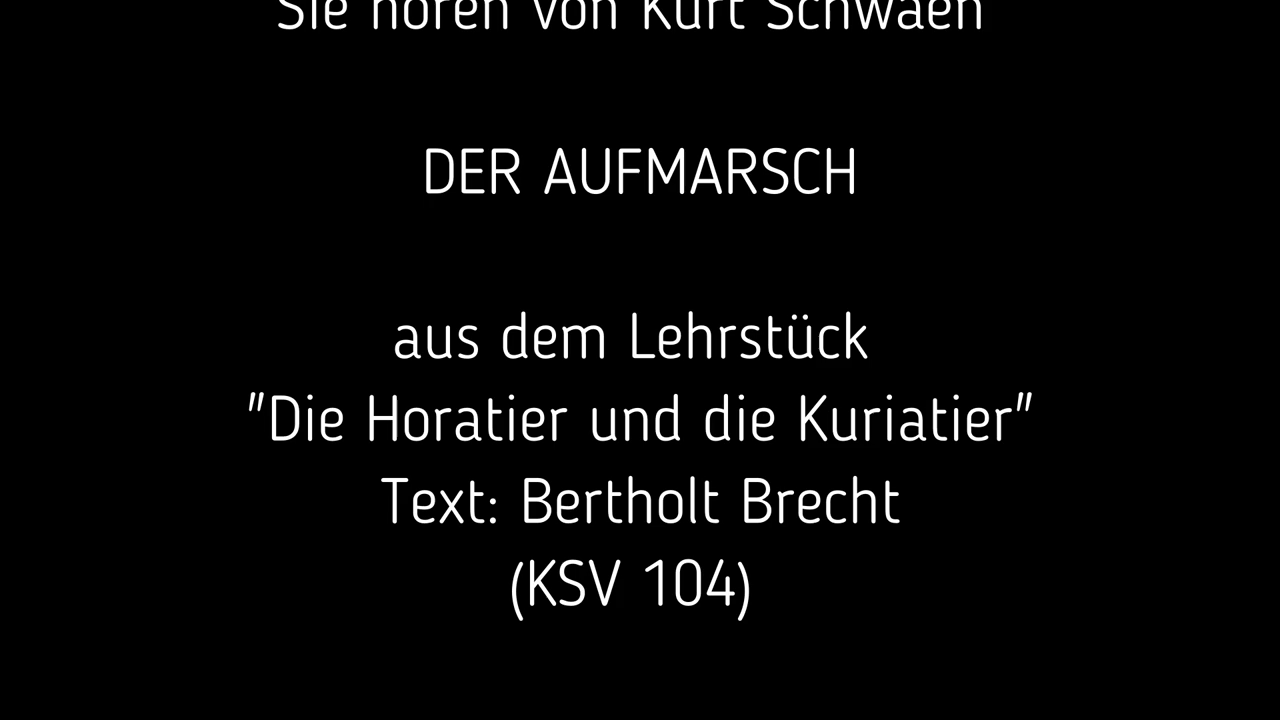 Sie hören von Kurt Schwaen
DER AUFMARSCH
aus dem Lehrstück
"Die Horatier und die Kuriatier"
Text: Bertholt Brecht
(KSV 104)